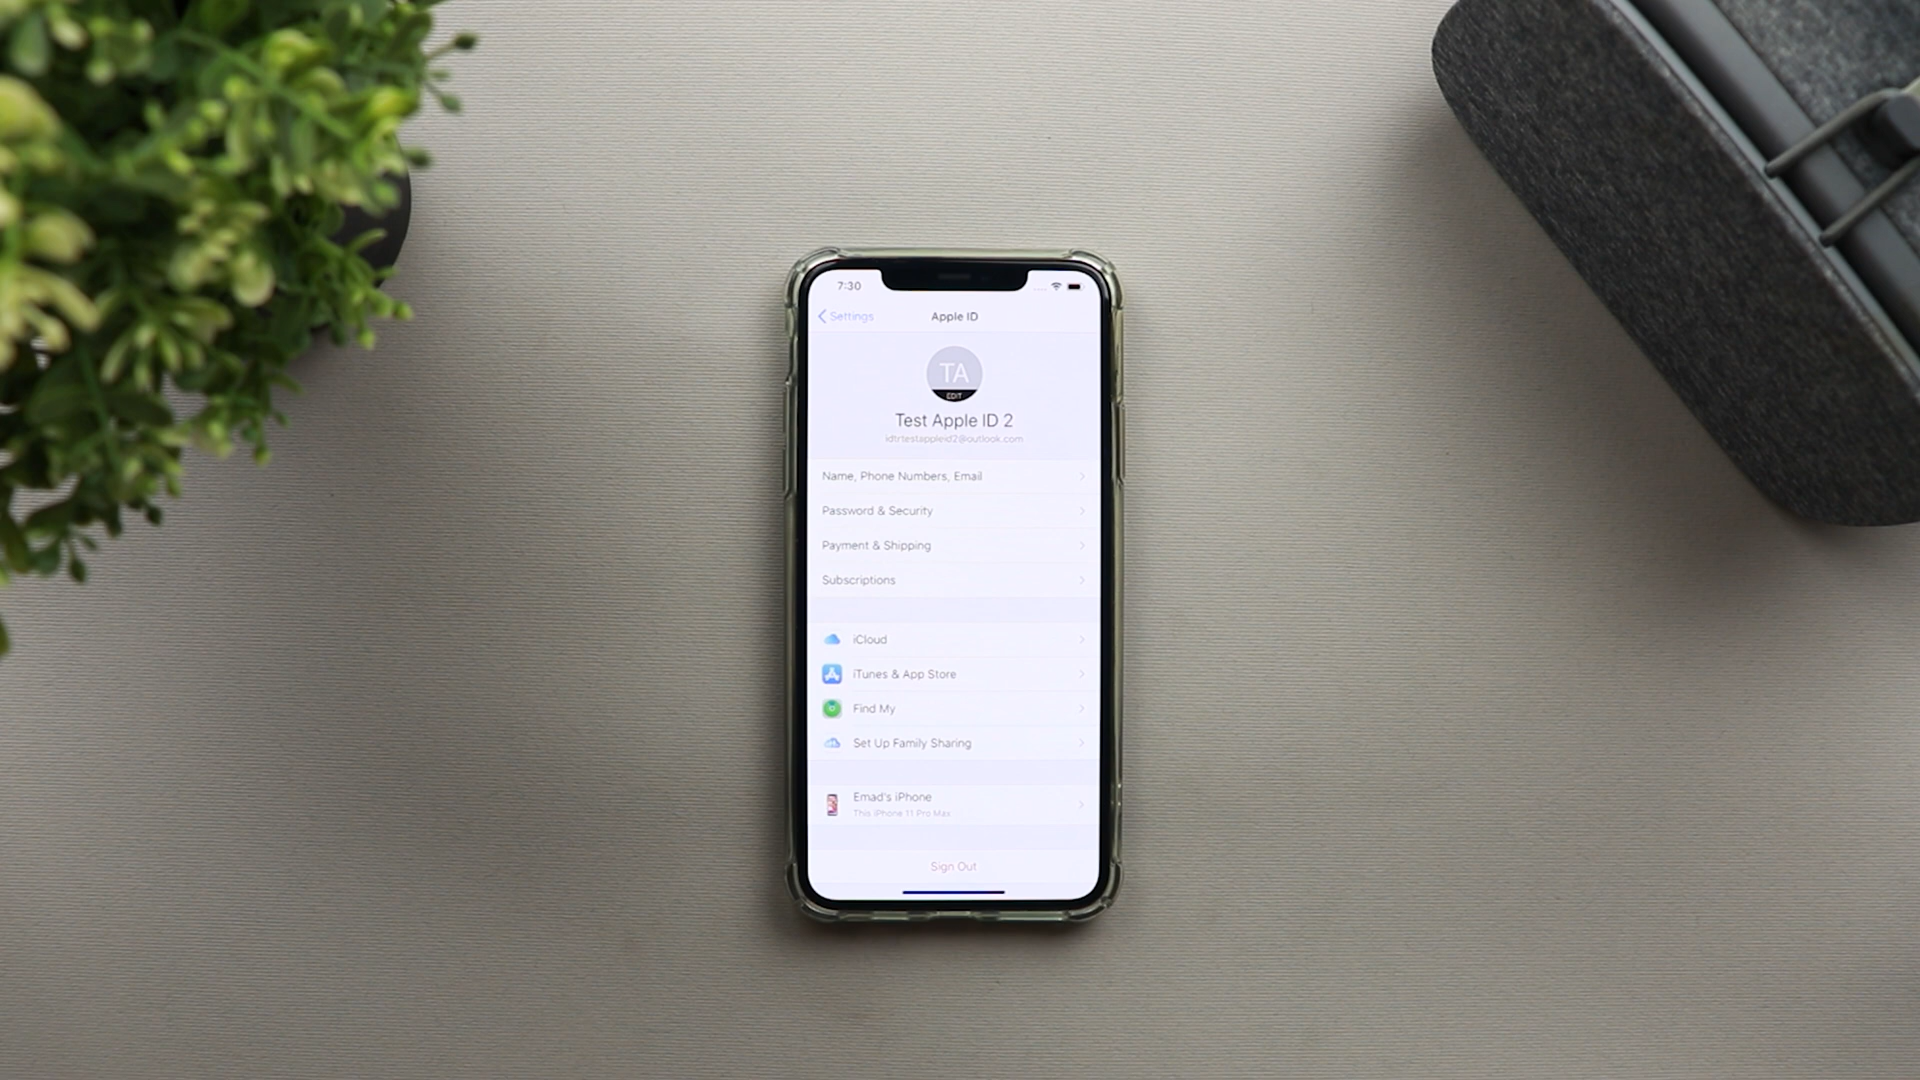 7:30
Settings
Apple ID
TA
EDIT
Test Apple ID 2
idtrtestappleid2@outlook.com
Name, Phone Numbers, Email
Password & Security
Payment & Shipping
Subscriptions
iCloud
iTunes & App Store
Find My
Set Up Family Sharing
Emad's iPhone
This iPhone 11 Pro Max
Sign Out